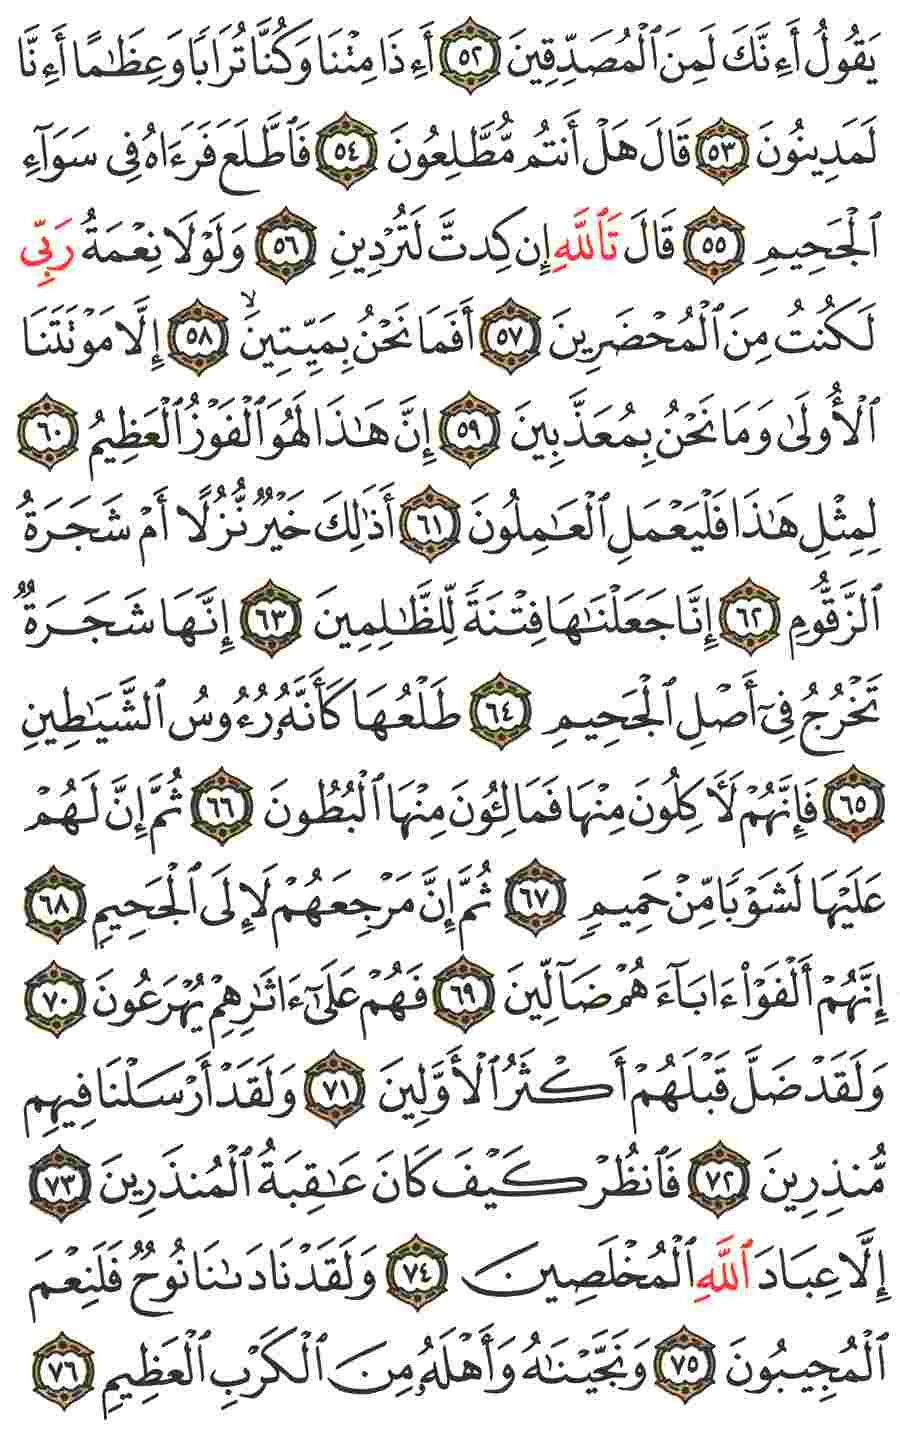 يَقُولُ أَءِنَّكَ لَمِنَ ٱلْمُصَدِّقِينَ ٥٢ أَءِذَا مِتْنَا وَكُنَّا تُرَابًا وَعِظَٰمًا أَءِنَّا
لَمَدِينُونَ ٥٣ قَالَ هَلْ أَنتُم مُّطَّلِعُونَ ٥٤ فَٱطَّلَعَ فَرَءَاهُ فِى سَوَآءِ
ٱلْجَحِيمِ ٥٥ قَالَ تَٱللَّهِ إِن كِدتَّ لَتُرْدِينِ ٥٦ وَلَوْلَا نِعْمَةُ رَبِّى
لَكُنتُ مِنَ ٱلْمُحْضَرِينَ ٥٧ أَفَمَا نَحْنُ بِمَيِّتِينَ ۙ ٥٨ إِلَّا مَوْتَتَنَا
ٱلْأُولَىٰ وَمَا نَحْنُ بِمُعَذَّبِينَ ٥٩ إِنَّ هَٰذَا لَهُوَ ٱلْفَوْزُ ٱلْعَظِيمُ ٦٠
لِمِثْلِ هَٰذَا فَلْيَعْمَلِ ٱلْعَٰمِلُونَ ٦١ أَذَٰلِكَ خَيْرٌ نُّزُلًا أَمْ شَجَرَةُ
ٱلزَّقُّومِ ٦٢ إِنَّا جَعَلْنَٰهَا فِتْنَةً لِّلظَّٰلِمِينَ ٦٣ إِنَّهَا شَجَرَةٌ
تَخْرُجُ فِىٓ أَصْلِ ٱلْجَحِيمِ ٦٤ طَلْعُهَا كَأَنَّهُۥ رُءُوسُ ٱلشَّيَٰطِينِ
٦٥ فَإِنَّهُمْ لَءَاكِلُونَ مِنْهَا فَمَالِـُٔونَ مِنْهَا ٱلْبُطُونَ ٦٦ ثُمَّ إِنَّ لَهُمْ
عَلَيْهَا لَشَوْبًا مِّنْ حَمِيمٍ ٦٧ ثُمَّ إِنَّ مَرْجِعَهُمْ لَإِلَى ٱلْجَحِيمِ ٦٨
إِنَّهُمْ أَلْفَوْا۟ ءَابَآءَهُمْ ضَآلِّينَ ٦٩ فَهُمْ عَلَىٰٓ ءَاثَٰرِهِمْ يُهْرَعُونَ ٧٠
وَلَقَدْ ضَلَّ قَبْلَهُمْ أَكْثَرُ ٱلْأَوَّلِينَ ٧١ وَلَقَدْ أَرْسَلْنَا فِيهِم
مُّنذِرِينَ ٧٢ فَٱنظُرْ كَيْفَ كَانَ عَٰقِبَةُ ٱلْمُنذَرِينَ ٧٣
إِلَّا عِبَادَ ٱللَّهِ ٱلْمُخْلَصِينَ ٧٤ وَلَقَدْ نَادَىٰنَا نُوحٌ فَلَنِعْمَ
ٱلْمُجِيبُونَ ٧٥ وَنَجَّيْنَٰهُ وَأَهْلَهُۥ مِنَ ٱلْكَرْبِ ٱلْعَظِيمِ ٧٦